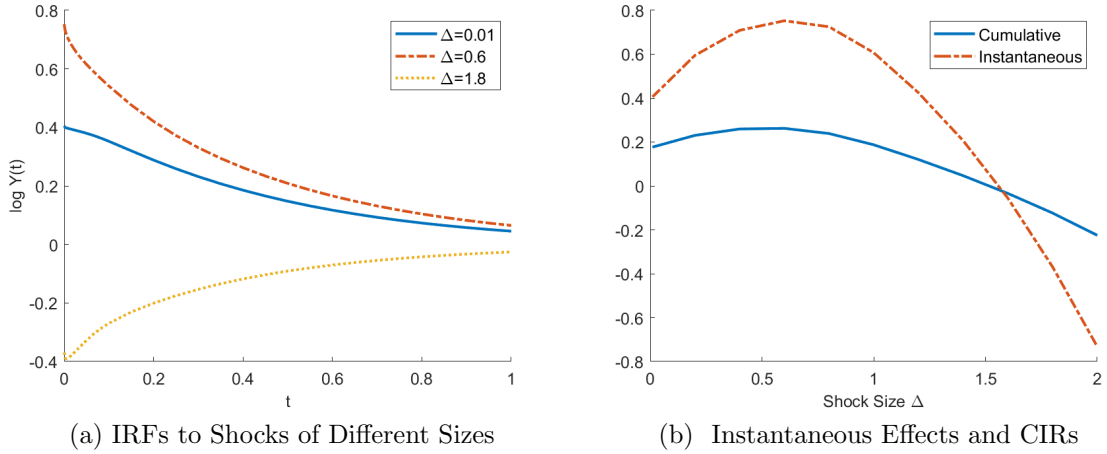 0.8
0.6
0.4
0.2
0
-0.2
-0.4
log Y(t)
Δ=0.01
Δ=0.6
Δ=1.8
0 0.2 0.4 0.6 0.8 1
t
(a) IRFs to Shocks of Different Sizes
0.8
0.6
0.4
0.2
0
-0.2
-0.4
-0.6
-0.8
Cumulative
Instantaneous
0 0.5 1 1.5 2
Shock Size Δ
(b) Instantaneous Effects and CIRs